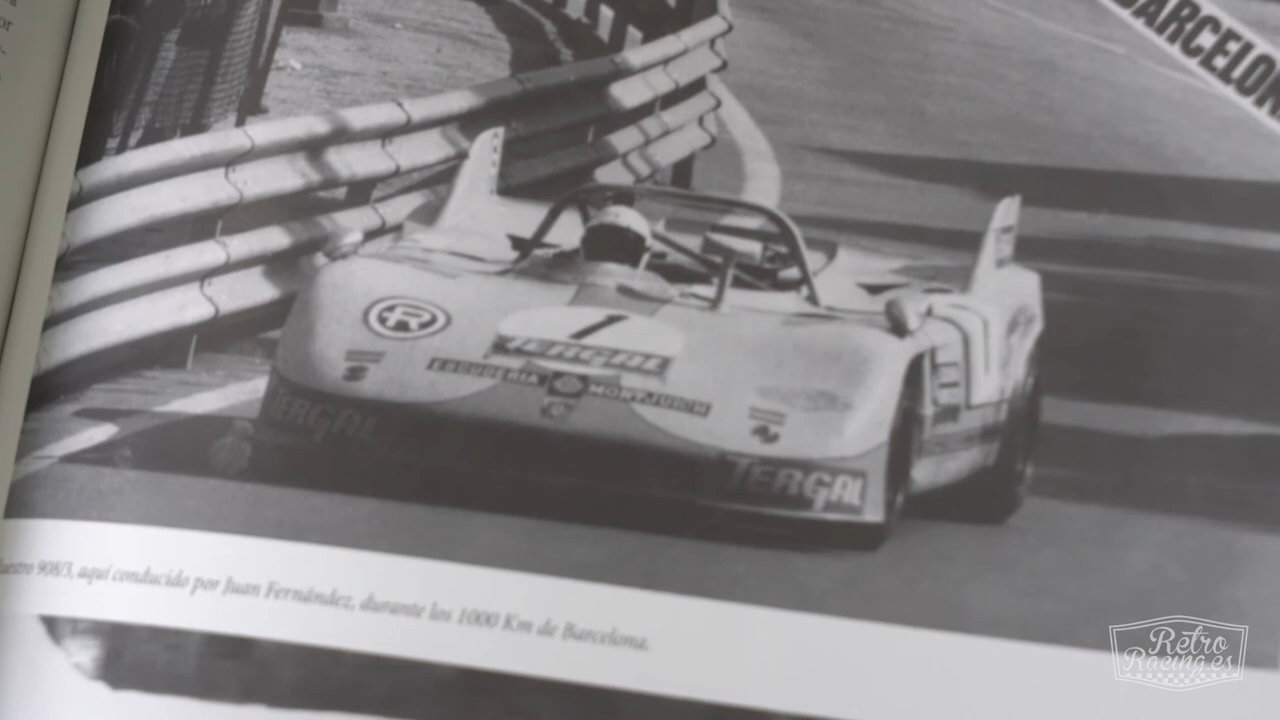 BARCELON
R
1
TERGAL
ESCUDERIA MONTJUICH
TERGAL
TERGAL
uestro 908/3, aquí conducido por Juan Fernández, durante los 1000 Km de Barcelona.
Retro
Racing.es